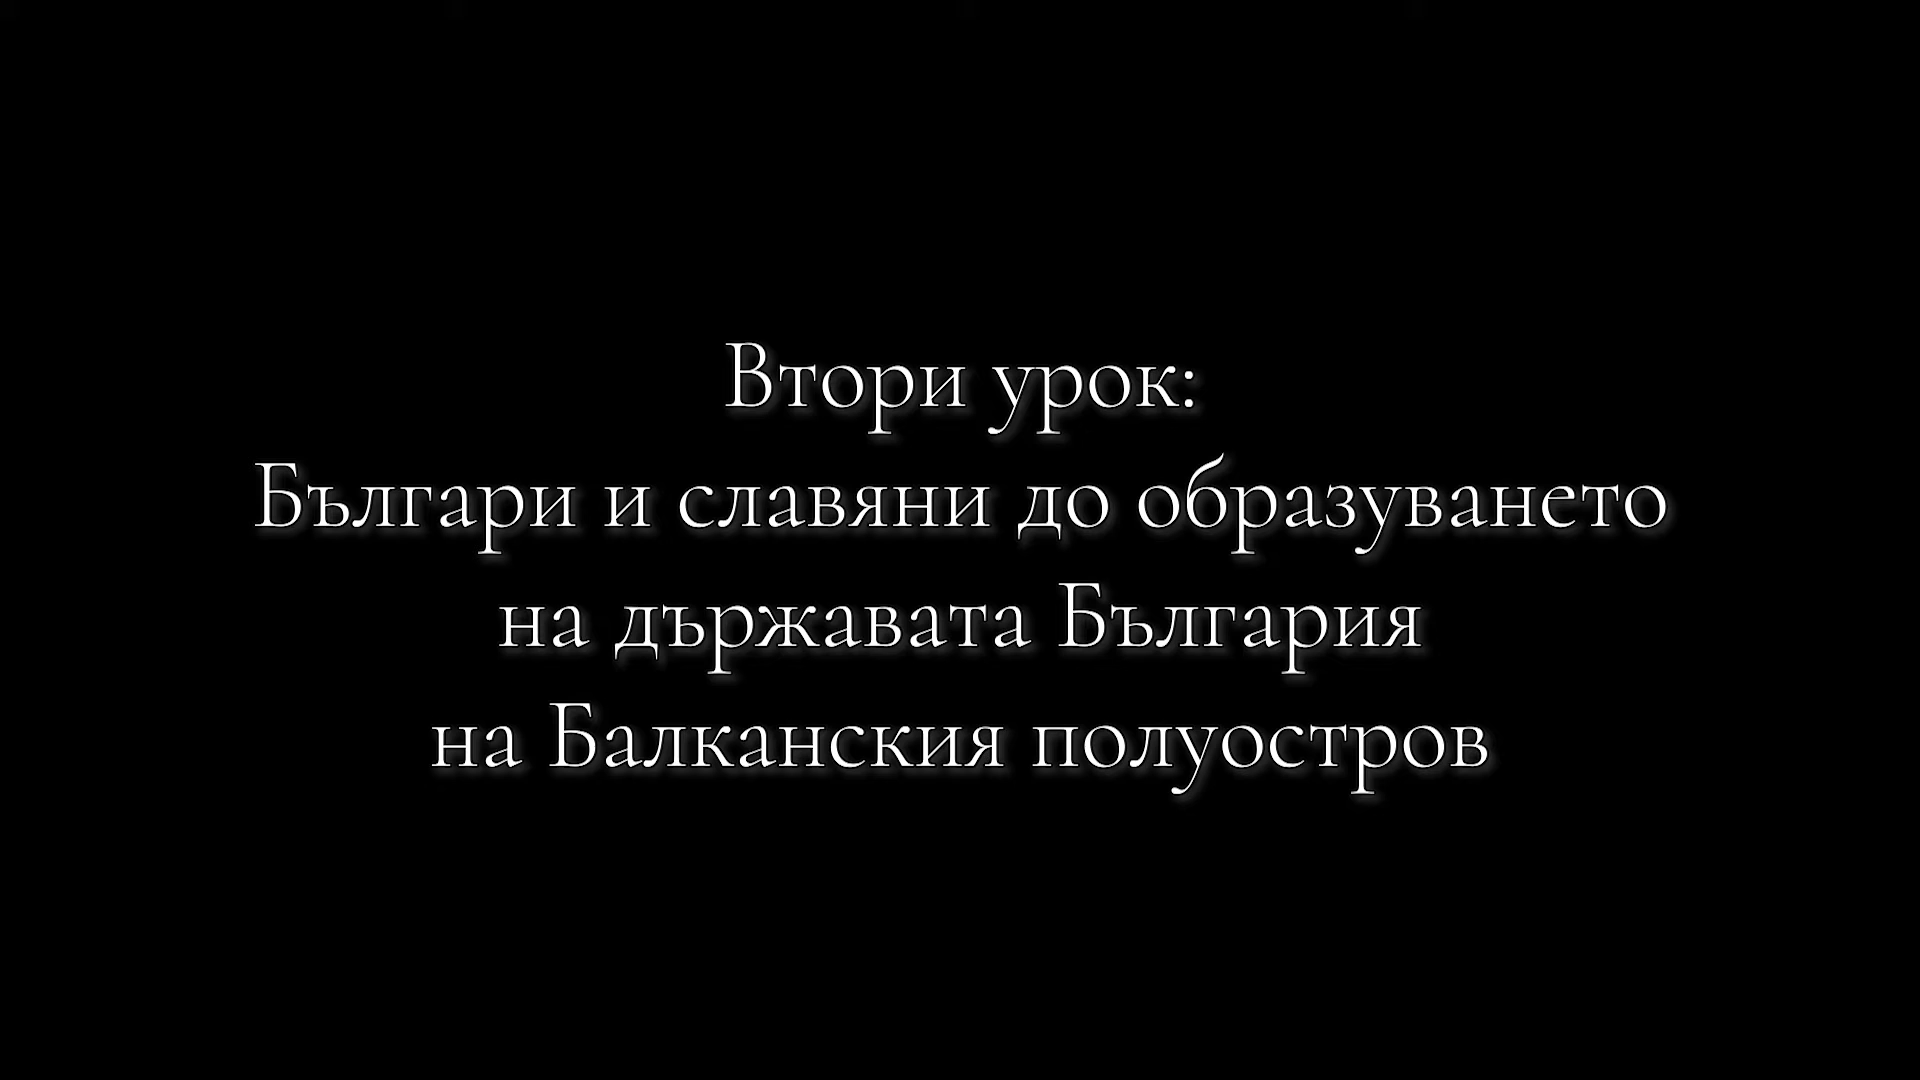 Втори урок:
Българи и славяни до образуването
на държавата България
на Балканския полуостров